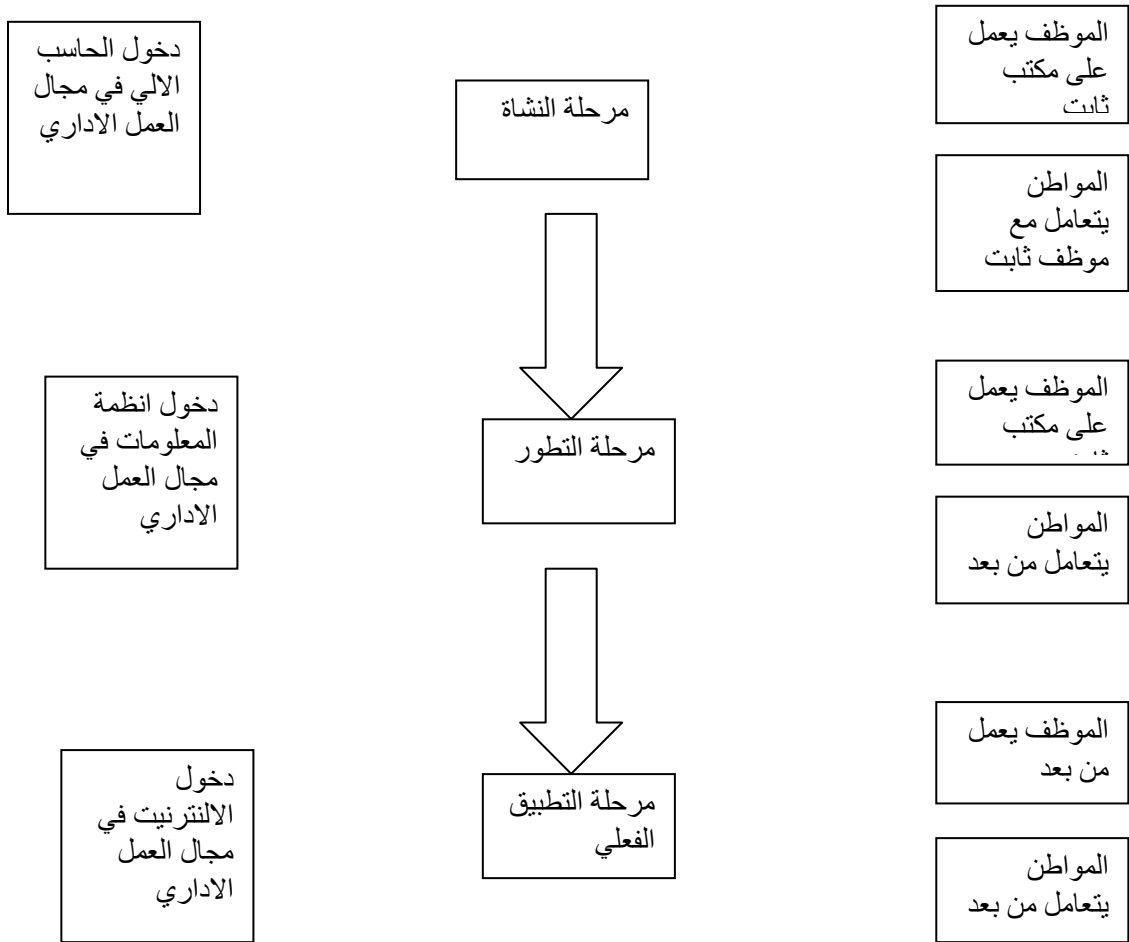 الموظف يعمل
على مكتب
ثابت
المواطن
يتعامل مع
موظف ثابت
مرحلة النشاة
دخول الحاسب
الالي في مجال
العمل الاداري
الموظف يعمل
على مكتب
المواطن
يتعامل من بعد
مرحلة التطور
دخول انظمة
المعلومات في
مجال العمل
الاداري
الموظف يعمل
من بعد
المواطن
يتعامل من بعد
مرحلة التطبيق
الفعلي
دخول
الالنترنيت في
مجال العمل
الاداري